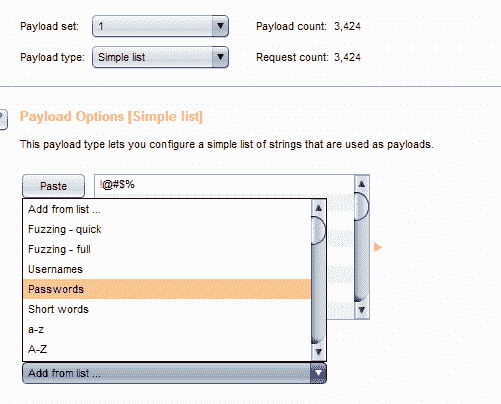 Payload set: 1 Payload count: 3,424
Payload type: Simple list Request count: 3,424
?
Payload Options [Simple list]
This payload type lets you configure a simple list of strings that are used as payloads.
Paste !@#$%
Add from list ...
Fuzzing - quick
Fuzzing - full
Usernames
Passwords
Short words
a-z
A-Z
Add from list ...